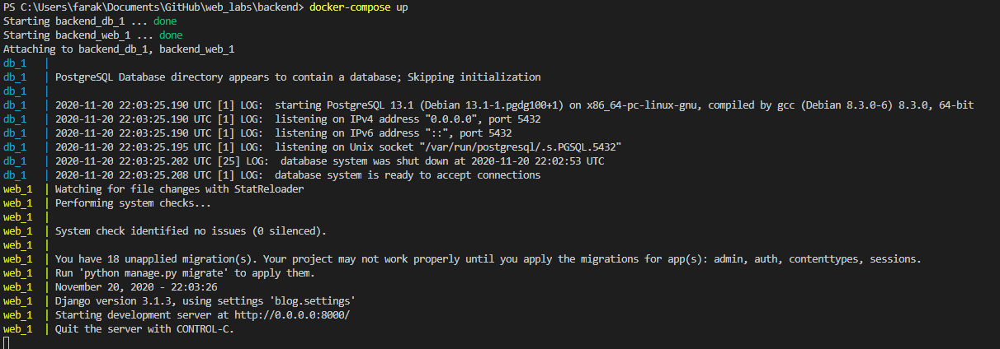 PS C:\Users\farak\Documents\GitHub\web_labs\backend> docker-compose up
Starting backend_db_1 ... done
Starting backend_web_1 ... done
Attaching to backend_db_1, backend_web_1
db_1   |
db_1   | PostgreSQL Database directory appears to contain a database; Skipping initialization
db_1   |
db_1   | 2020-11-20 22:03:25.190 UTC [1] LOG:  starting PostgreSQL 13.1 (Debian 13.1-1.pgdg100+1) on x86_64-pc-linux-gnu, compiled by gcc (Debian 8.3.0-6) 8.3.0, 64-bit
db_1   | 2020-11-20 22:03:25.190 UTC [1] LOG:  listening on IPv4 address "0.0.0.0", port 5432
db_1   | 2020-11-20 22:03:25.190 UTC [1] LOG:  listening on IPv6 address "::", port 5432
db_1   | 2020-11-20 22:03:25.195 UTC [1] LOG:  listening on Unix socket "/var/run/postgresql/.s.PGSQL.5432"
db_1   | 2020-11-20 22:03:25.202 UTC [25] LOG:  database system was shut down at 2020-11-20 22:02:53 UTC
db_1   | 2020-11-20 22:03:25.208 UTC [1] LOG:  database system is ready to accept connections
web_1  | Watching for file changes with StatReloader
web_1  | Performing system checks...
web_1  |
web_1  | System check identified no issues (0 silenced).
web_1  |
web_1  | You have 18 unapplied migration(s). Your project may not work properly until you apply the migrations for app(s): admin, auth, contenttypes, sessions.
web_1  | Run 'python manage.py migrate' to apply them.
web_1  | November 20, 2020 - 22:03:26
web_1  | Django version 3.1.3, using settings 'blog.settings'
web_1  | Starting development server at http://0.0.0.0:8000/
web_1  | Quit the server with CONTROL-C.